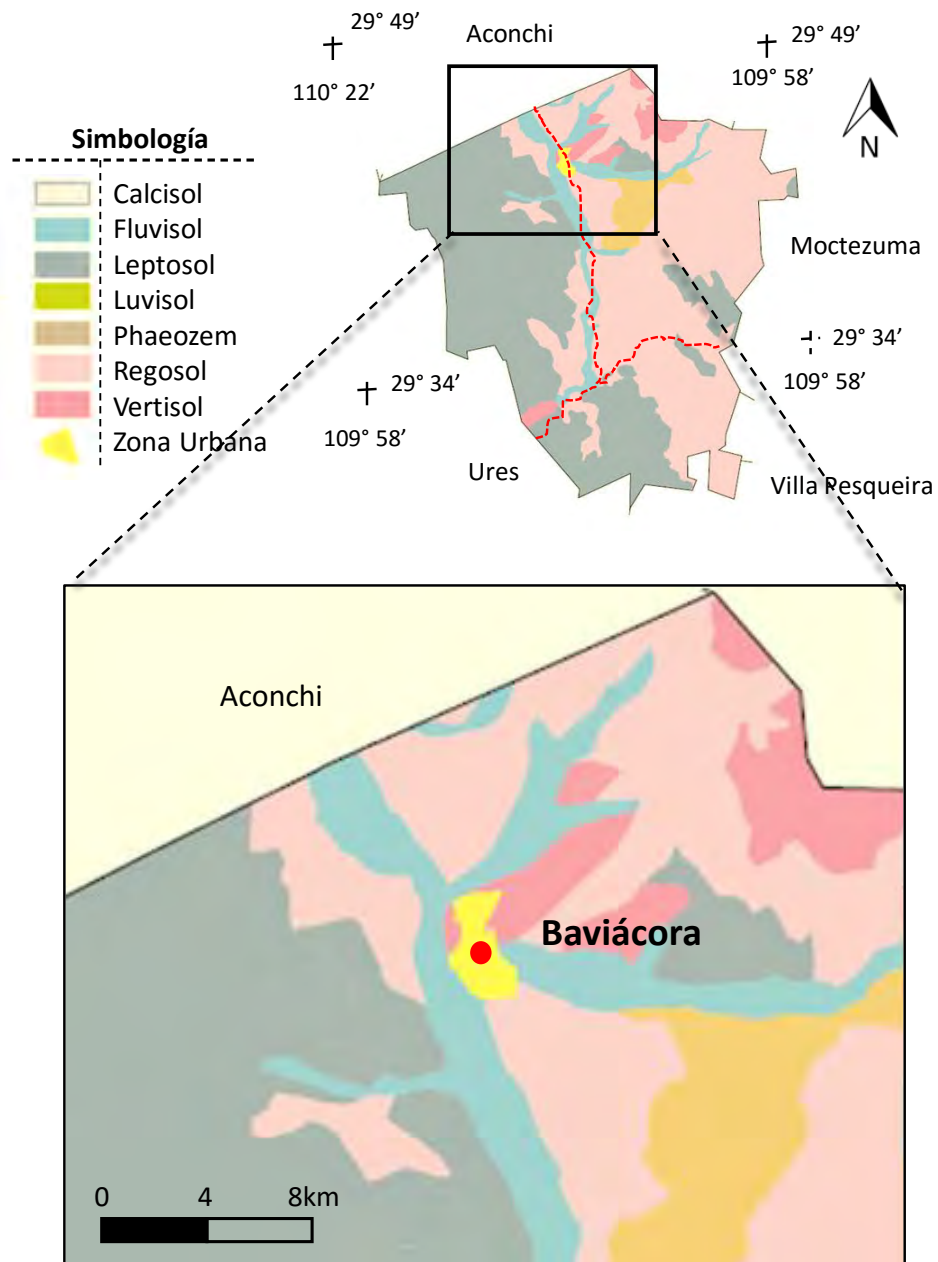 29° 49’
Aconchi
29° 49’
110° 22’
109° 58’
N
Simbología
Calcisol
Fluvisol
Leptosol
Luvisol
Phaeozem
Regosol
Vertisol
Zona Urbana
Moctezuma
29° 34’
109° 58’
29° 34’
109° 58’
Ures
Villa Pesqueira
Aconchi
Baviácora
0 4 8km